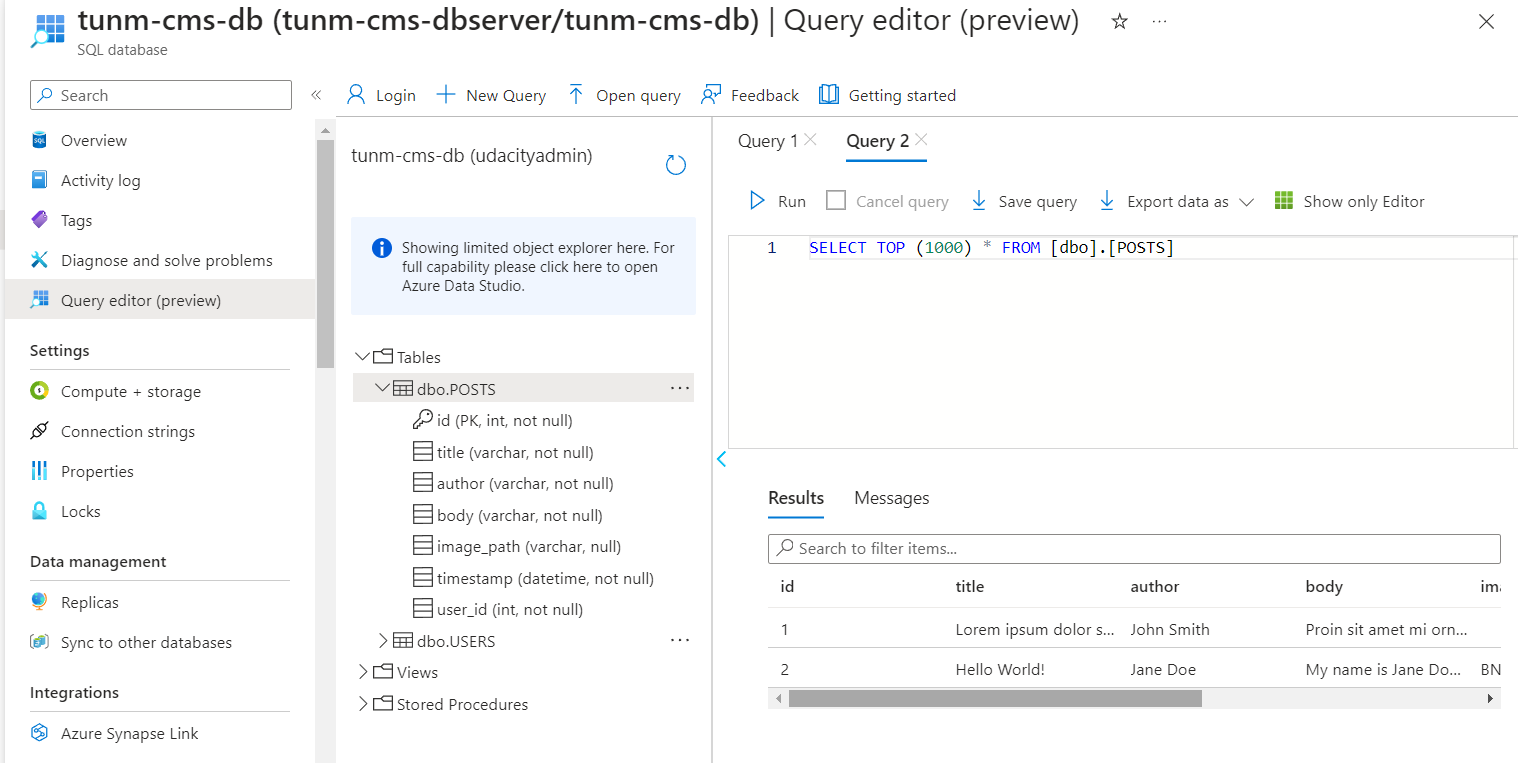 tunm-cms-db (tunm-cms-dbserver/tunm-cms-db) | Query editor (preview)
SQL database
Search
Overview
Activity log
Tags
Diagnose and solve problems
Query editor (preview)
Settings
Compute + storage
Connection strings
Properties
Locks
Data management
Replicas
Sync to other databases
Integrations
Azure Synapse Link
Login New Query Open query Feedback Getting started
tunm-cms-db (udacityadmin)
Showing limited object explorer here. For
full capability please click here to open
Azure Data Studio.
Tables
dbo.POSTS
id (PK, int, not null)
title (varchar, not null)
author (varchar, not null)
body (varchar, not null)
image_path (varchar, null)
timestamp (datetime, not null)
user_id (int, not null)
dbo.USERS
Views
Stored Procedures
Query 1 Query 2
Run Cancel query Save query Export data as Show only Editor
1 SELECT TOP (1000) * FROM [dbo].[POSTS]
Results Messages
Search to filter items...
id title author body im
1 Lorem ipsum dolor s... John Smith Proin sit amet mi orn...
2 Hello World! Jane Doe My name is Jane Do... BN